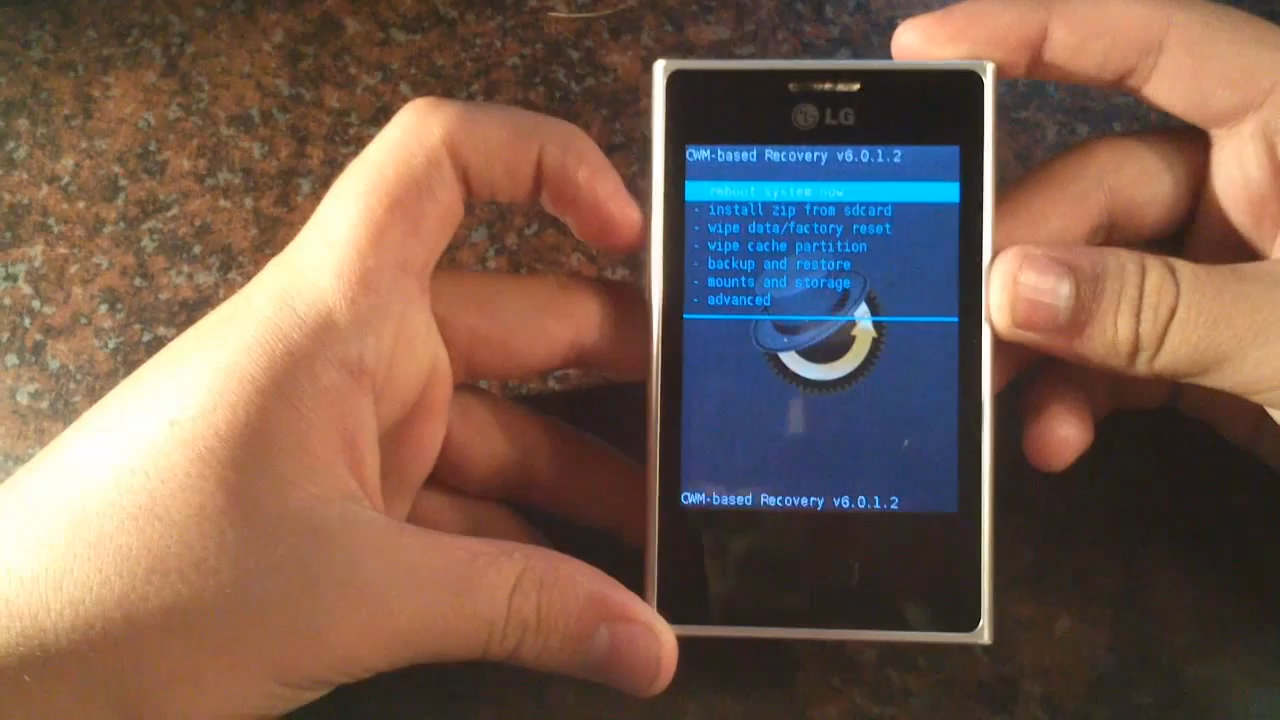 LG
CWM-based Recovery v6.0.1.2
- reboot system now
- install zip from sdcard
- wipe data/factory reset
- wipe cache partition
- backup and restore
- mounts and storage
- advanced
CWM-based Recovery v6.0.1.2